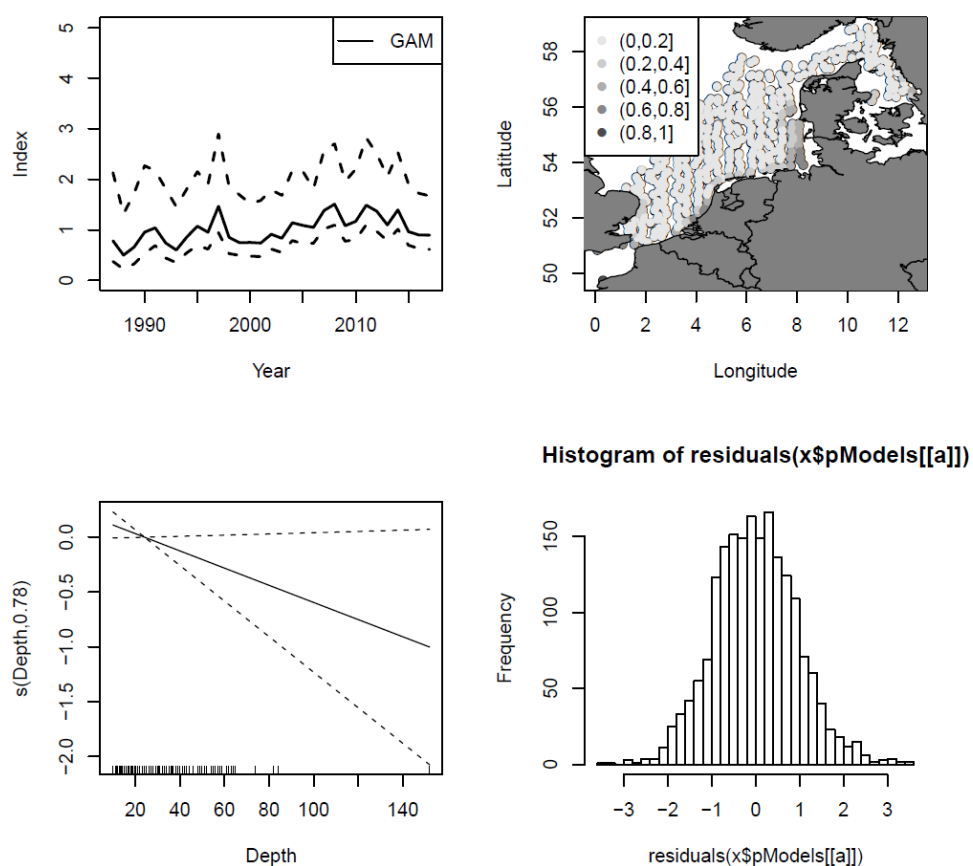 5
4
3
2
1
0
Index
GAM
1990
2000
2010
Year
58
56
54
52
50
Latitude
(0,0.2]
(0.2,0.4]
(0.4,0.6]
(0.6,0.8]
(0.8,1]
0 2 4 6 8 10 12
Longitude
0.0
−0.5
−1.0
−1.5
−2.0
s(Depth,0.78)
20 60 100 140
Depth
Histogram of residuals(x$pModels[[a]])
150
100
50
0
Frequency
−3 −2 −1 0 1 2 3
residuals(x$pModels[[a]])